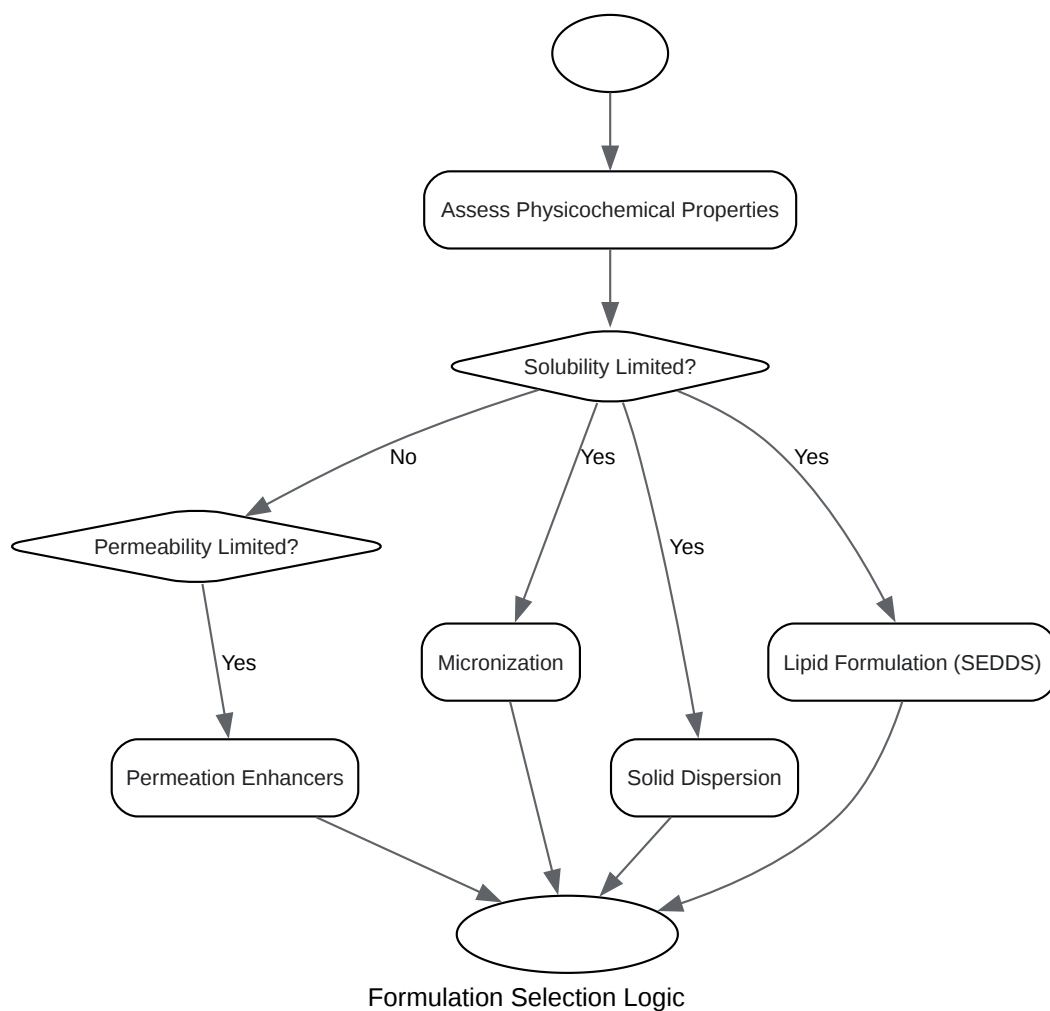 Assess Physicochemical Properties
Solubility Limited?
No
Yes
Yes
Permeability Limited?
Yes
Yes
Micronization
Lipid Formulation (SEDDS)
Permeation Enhancers
Solid Dispersion
Formulation Selection Logic